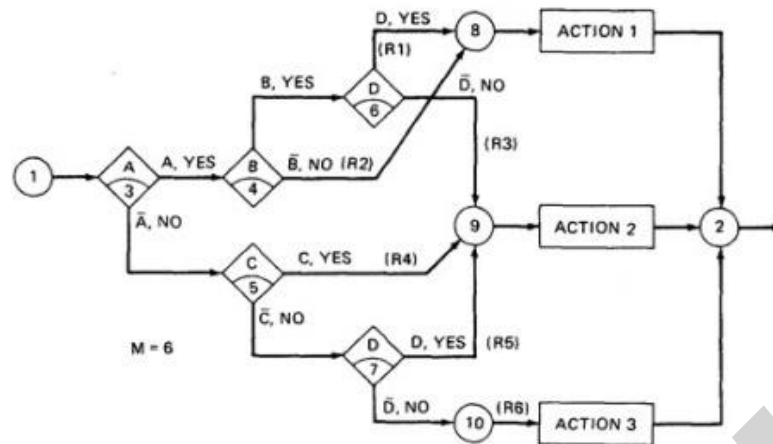 D, YES
(R1)
8
ACTION 1
B, YES
D
6
D̄, NO
(R3)
1
A
3
A, YES
B
4
B̄, NO (R2)
Ā, NO
9
ACTION 2
2
C
5
C, YES (R4)
C̄, NO
M = 6
D
7
D, YES (R5)
D̄, NO
10
(R6)
ACTION 3